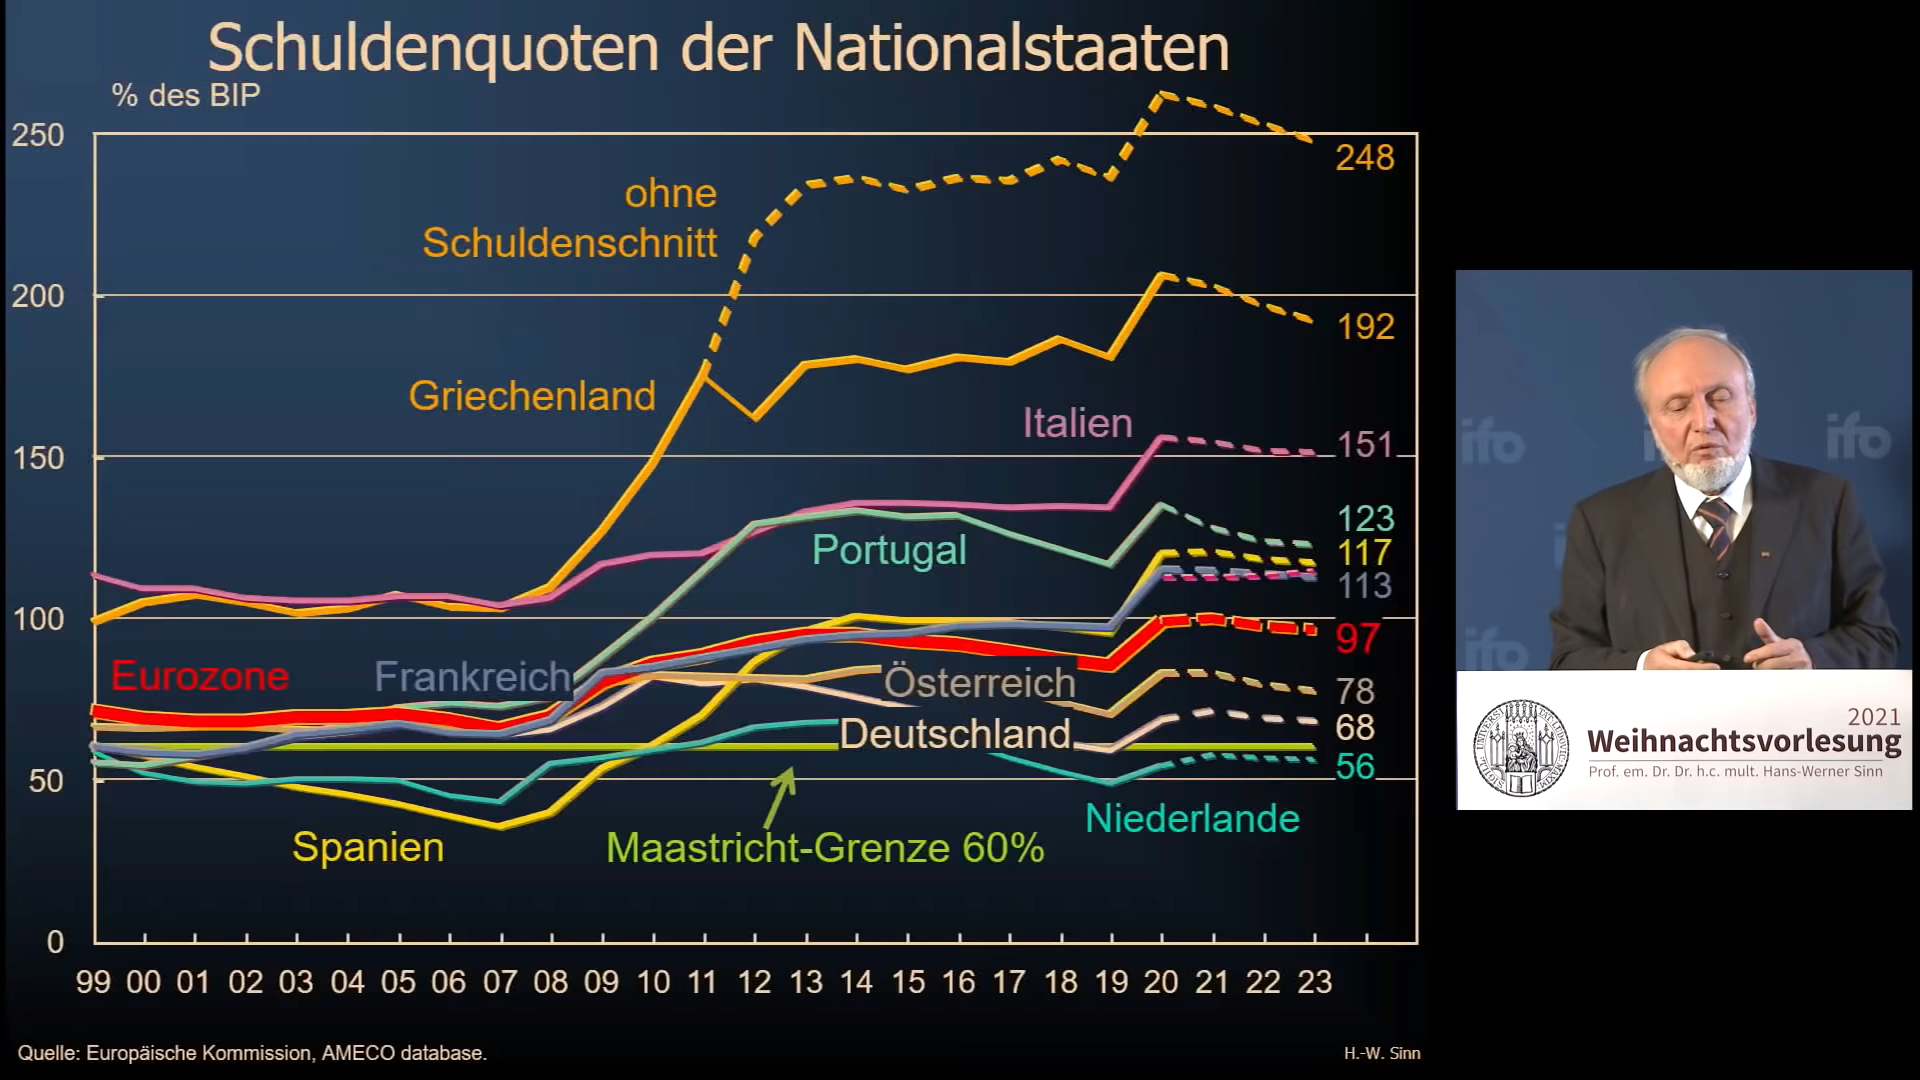 Schuldenquoten der Nationalstaaten
% des BIP
250
200
150
100
50
0
ohne
Schuldenschnitt
Griechenland
Italien
Portugal
Eurozone
Frankreich
Österreich
Deutschland
Spanien
Maastricht-Grenze 60%
Niederlande
248
192
151
123
117
113
97
78
68
56
99 00 01 02 03 04 05 06 07 08 09 10 11 12 13 14 15 16 17 18 19 20 21 22 23
Quelle: Europäische Kommission, AMECO database.
H.-W. Sinn
ifo
ifo
ifo
2021
Weihnachtsvorlesung
Prof. em. Dr. Dr. h.c. mult. Hans-Werner Sinn